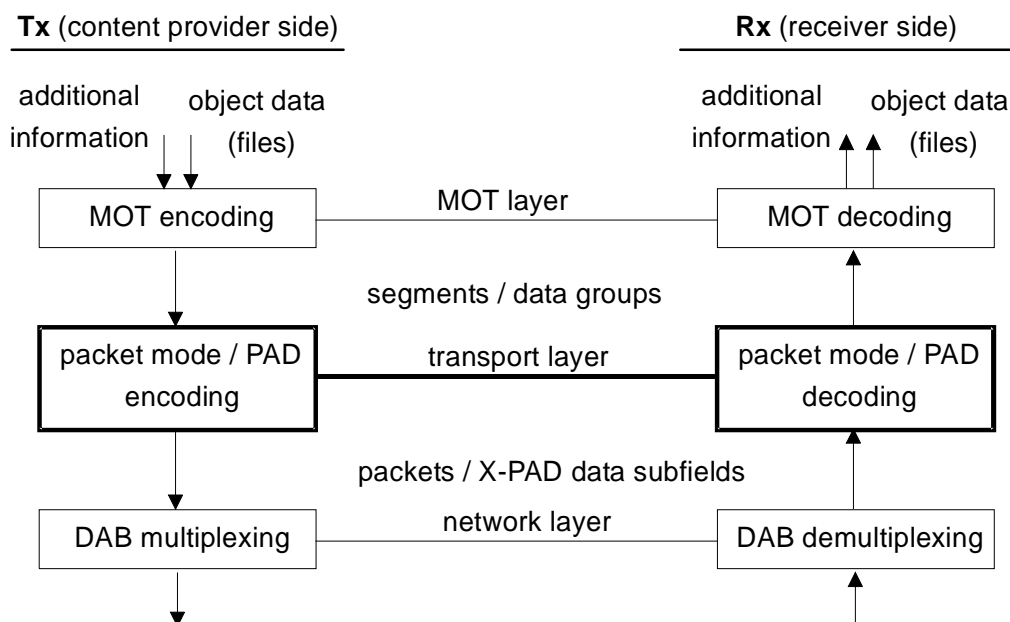 Tx (content provider side)
Rx (receiver side)
additional
information
object data
(files)
additional
information
object data
(files)
MOT encoding
MOT layer
MOT decoding
segments / data groups
packet mode / PAD
encoding
transport layer
packet mode / PAD
decoding
packets / X-PAD data subfields
DAB multiplexing
network layer
DAB demultiplexing